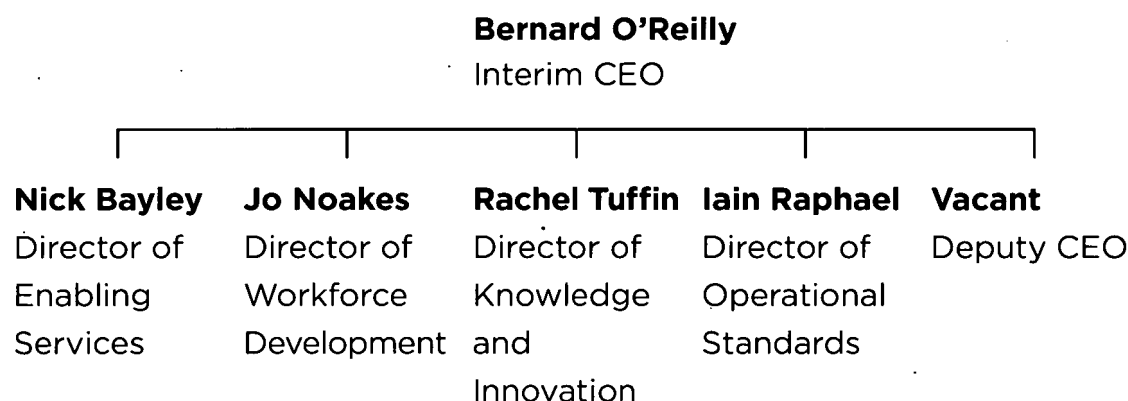 Bernard O’Reilly
Interim CEO
Nick Bayley
Director of
Enabling
Services
Jo Noakes
Director of
Workforce
Development
Rachel Tuffin
Director of
Knowledge
and
Innovation
Iain Raphael
Director of
Operational
Standards
Vacant
Deputy CEO